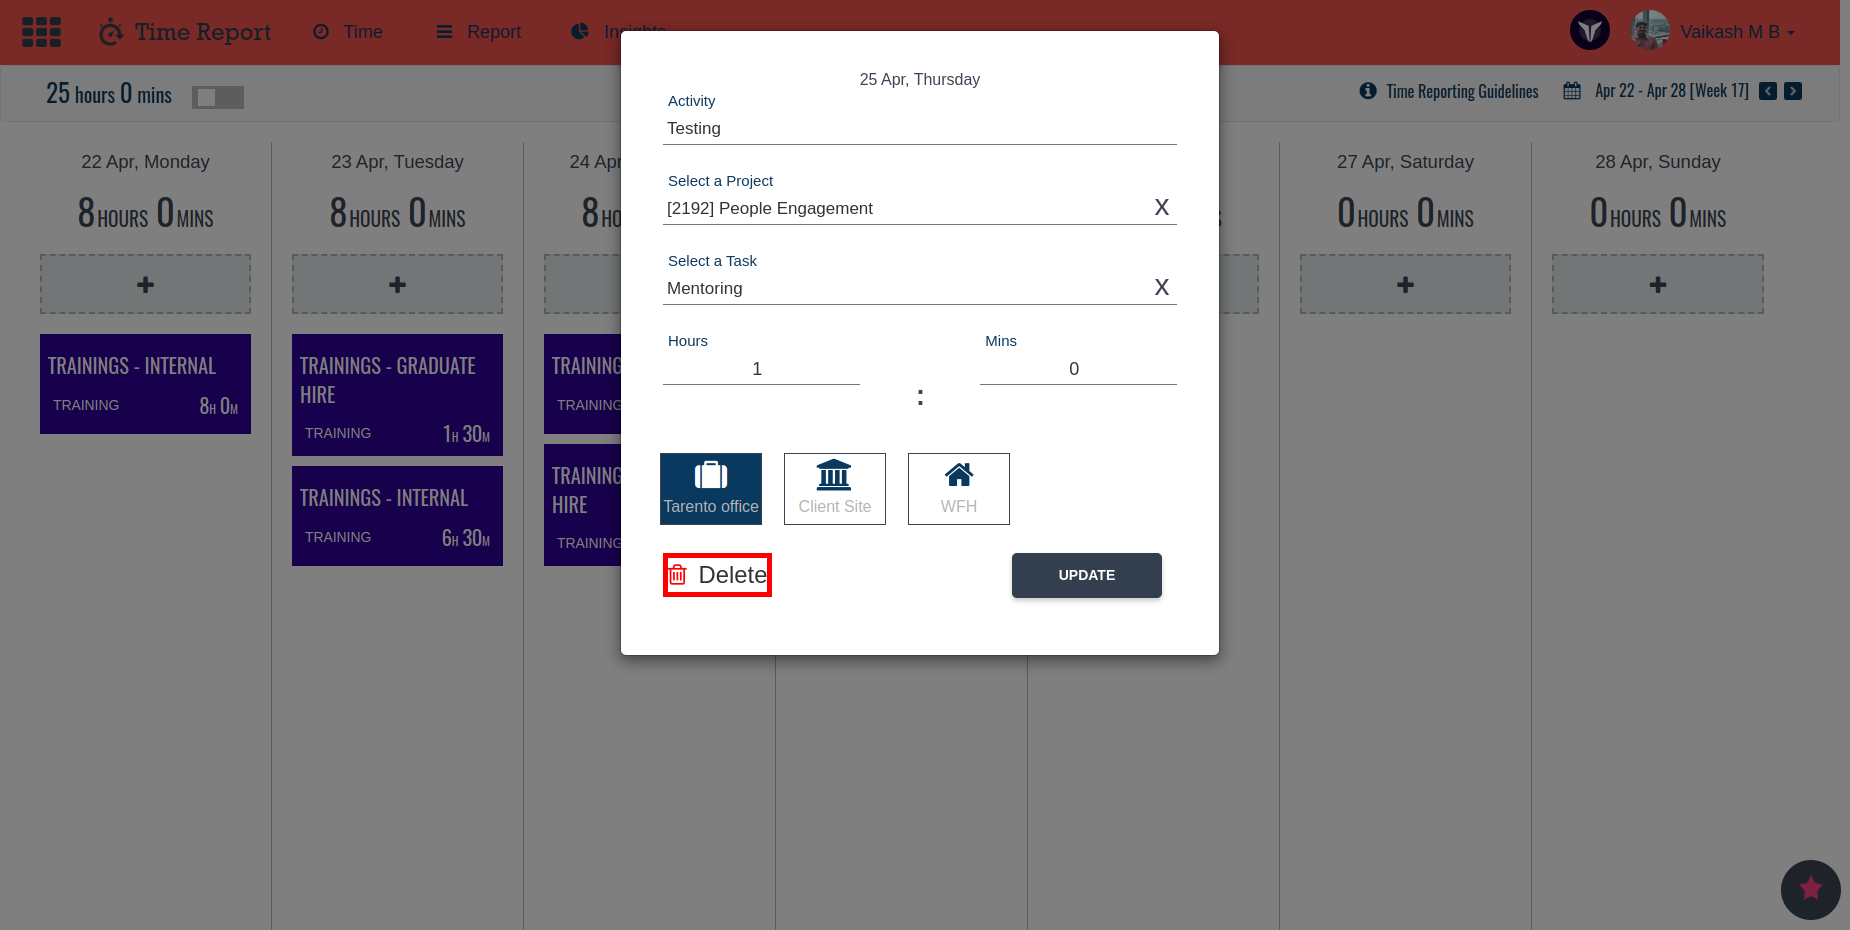 Time Report
Time
Report
Vaikash M B
25 hours 0 mins
Time Reporting Guidelines
Apr 22 - Apr 28 [Week 17]
22 Apr, Monday
8 HOURS 0 MINS
+
TRAININGS - INTERNAL
TRAINING
8H 0M
23 Apr, Tuesday
8 HOURS 0 MINS
+
TRAININGS - GRADUATE
HIRE
TRAINING
1H 30M
TRAININGS - INTERNAL
TRAINING
6H 30M
24 Apr
8 HO
TRAINING
TRAINING
TRAINING
HIRE
TRAINING
25 Apr, Thursday
Activity
Testing
Select a Project
[2192] People Engagement X
Select a Task
Mentoring X
Hours
1
:
Mins
0
Tarento office
Client Site
WFH
Delete
UPDATE
27 Apr, Saturday
0 HOURS 0 MINS
+
28 Apr, Sunday
0 HOURS 0 MINS
+